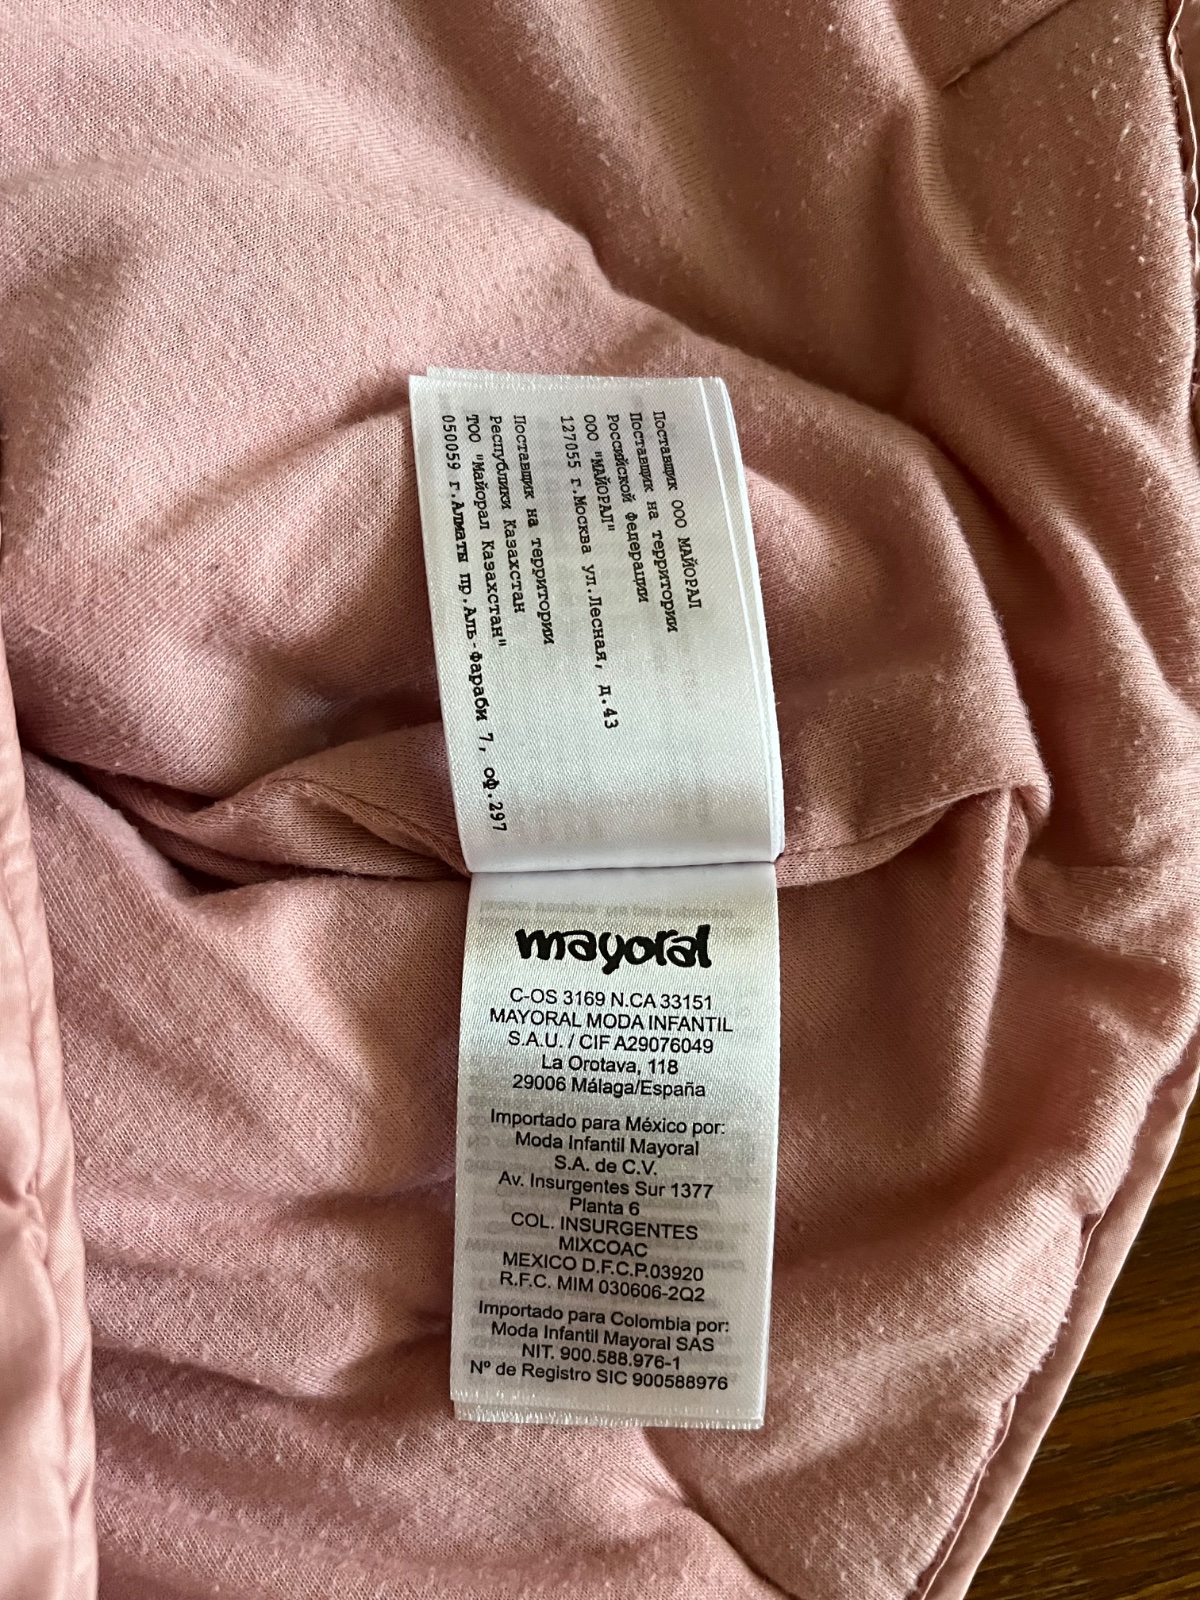 Поставщик ООО МАЙОРАЛ
Поставщик на территории
Российской Федерации
ООО "МАЙОРАЛ"
127055 г.Москва ул.Лесная, д.43
Поставщик на территории
Республики Казахстан
ТОО "Майорал Казахстан"
050059 г.Алматы пр.Аль-Фараби 7, оф.297
mayoral
C-OS 3169 N.CA 33151
MAYORAL MODA INFANTIL
S.A.U. / CIF A29076049
La Orotava, 118
29006 Málaga/España
Importado para México por:
Moda Infantil Mayoral
S.A. de C.V.
Av. Insurgentes Sur 1377
Planta 6
COL. INSURGENTES
MIXCOAC
MEXICO D.F.C.P.03920
R.F.C. MIM 030606-2Q2
Importado para Colombia por:
Moda Infantil Mayoral SAS
NIT. 900.588.976-1
Nº de Registro SIC 900588976